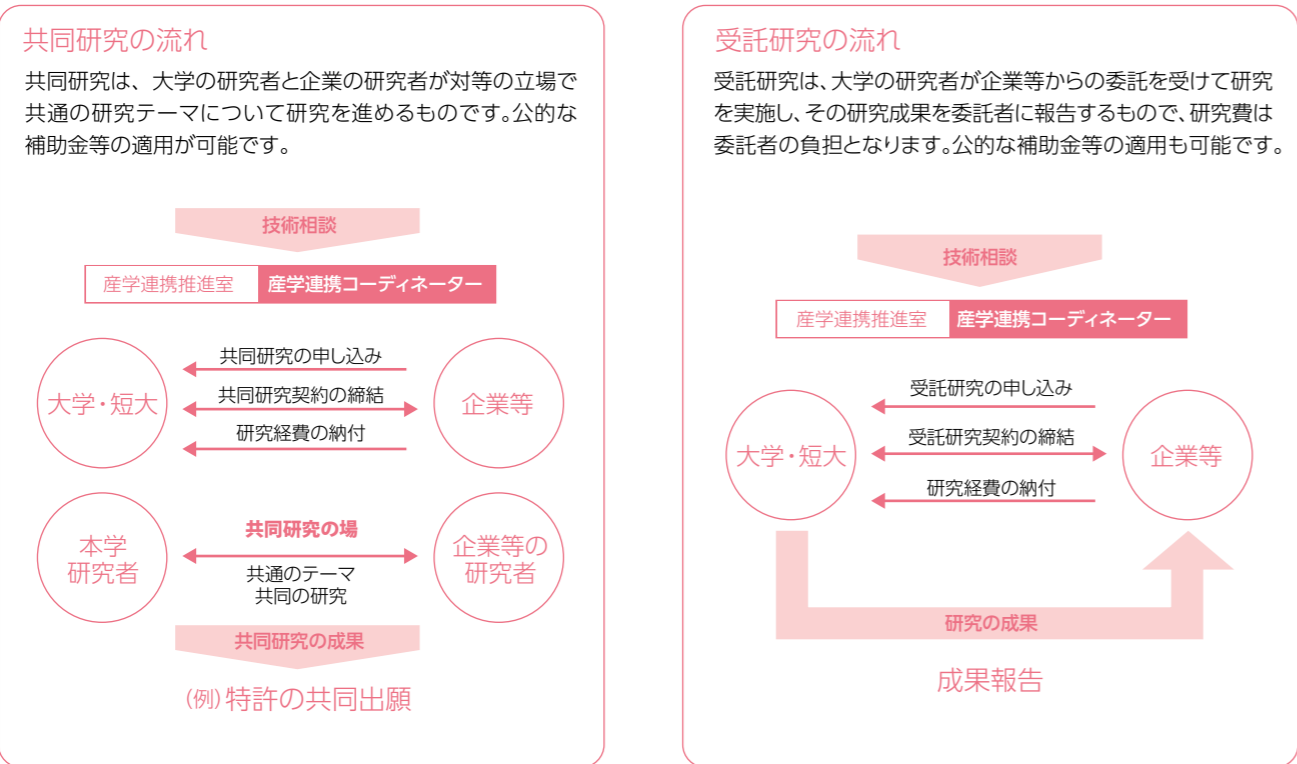 共同研究の流れ
共同研究は、大学の研究者と企業の研究者が対等の立場で
共通の研究テーマについて研究を進めるものです。公的な
補助金等の適用が可能です。
技術相談
産学連携推進室 産学連携コーディネーター
共同研究の申し込み
大学・短大 共同研究契約の締結 企業等
研究経費の納付
共同研究の場
本学
研究者
企業等の
研究者
共通のテーマ
共同の研究
共同研究の成果
(例)特許の共同出願
受託研究の流れ
受託研究は、大学の研究者が企業等からの委託を受けて研究
を実施し、その研究成果を委託者に報告するもので、研究費は
委託者の負担となります。公的な補助金等の適用も可能です。
技術相談
産学連携推進室 産学連携コーディネーター
受託研究の申し込み
大学・短大 受託研究契約の締結 企業等
研究経費の納付
研究の成果
成果報告